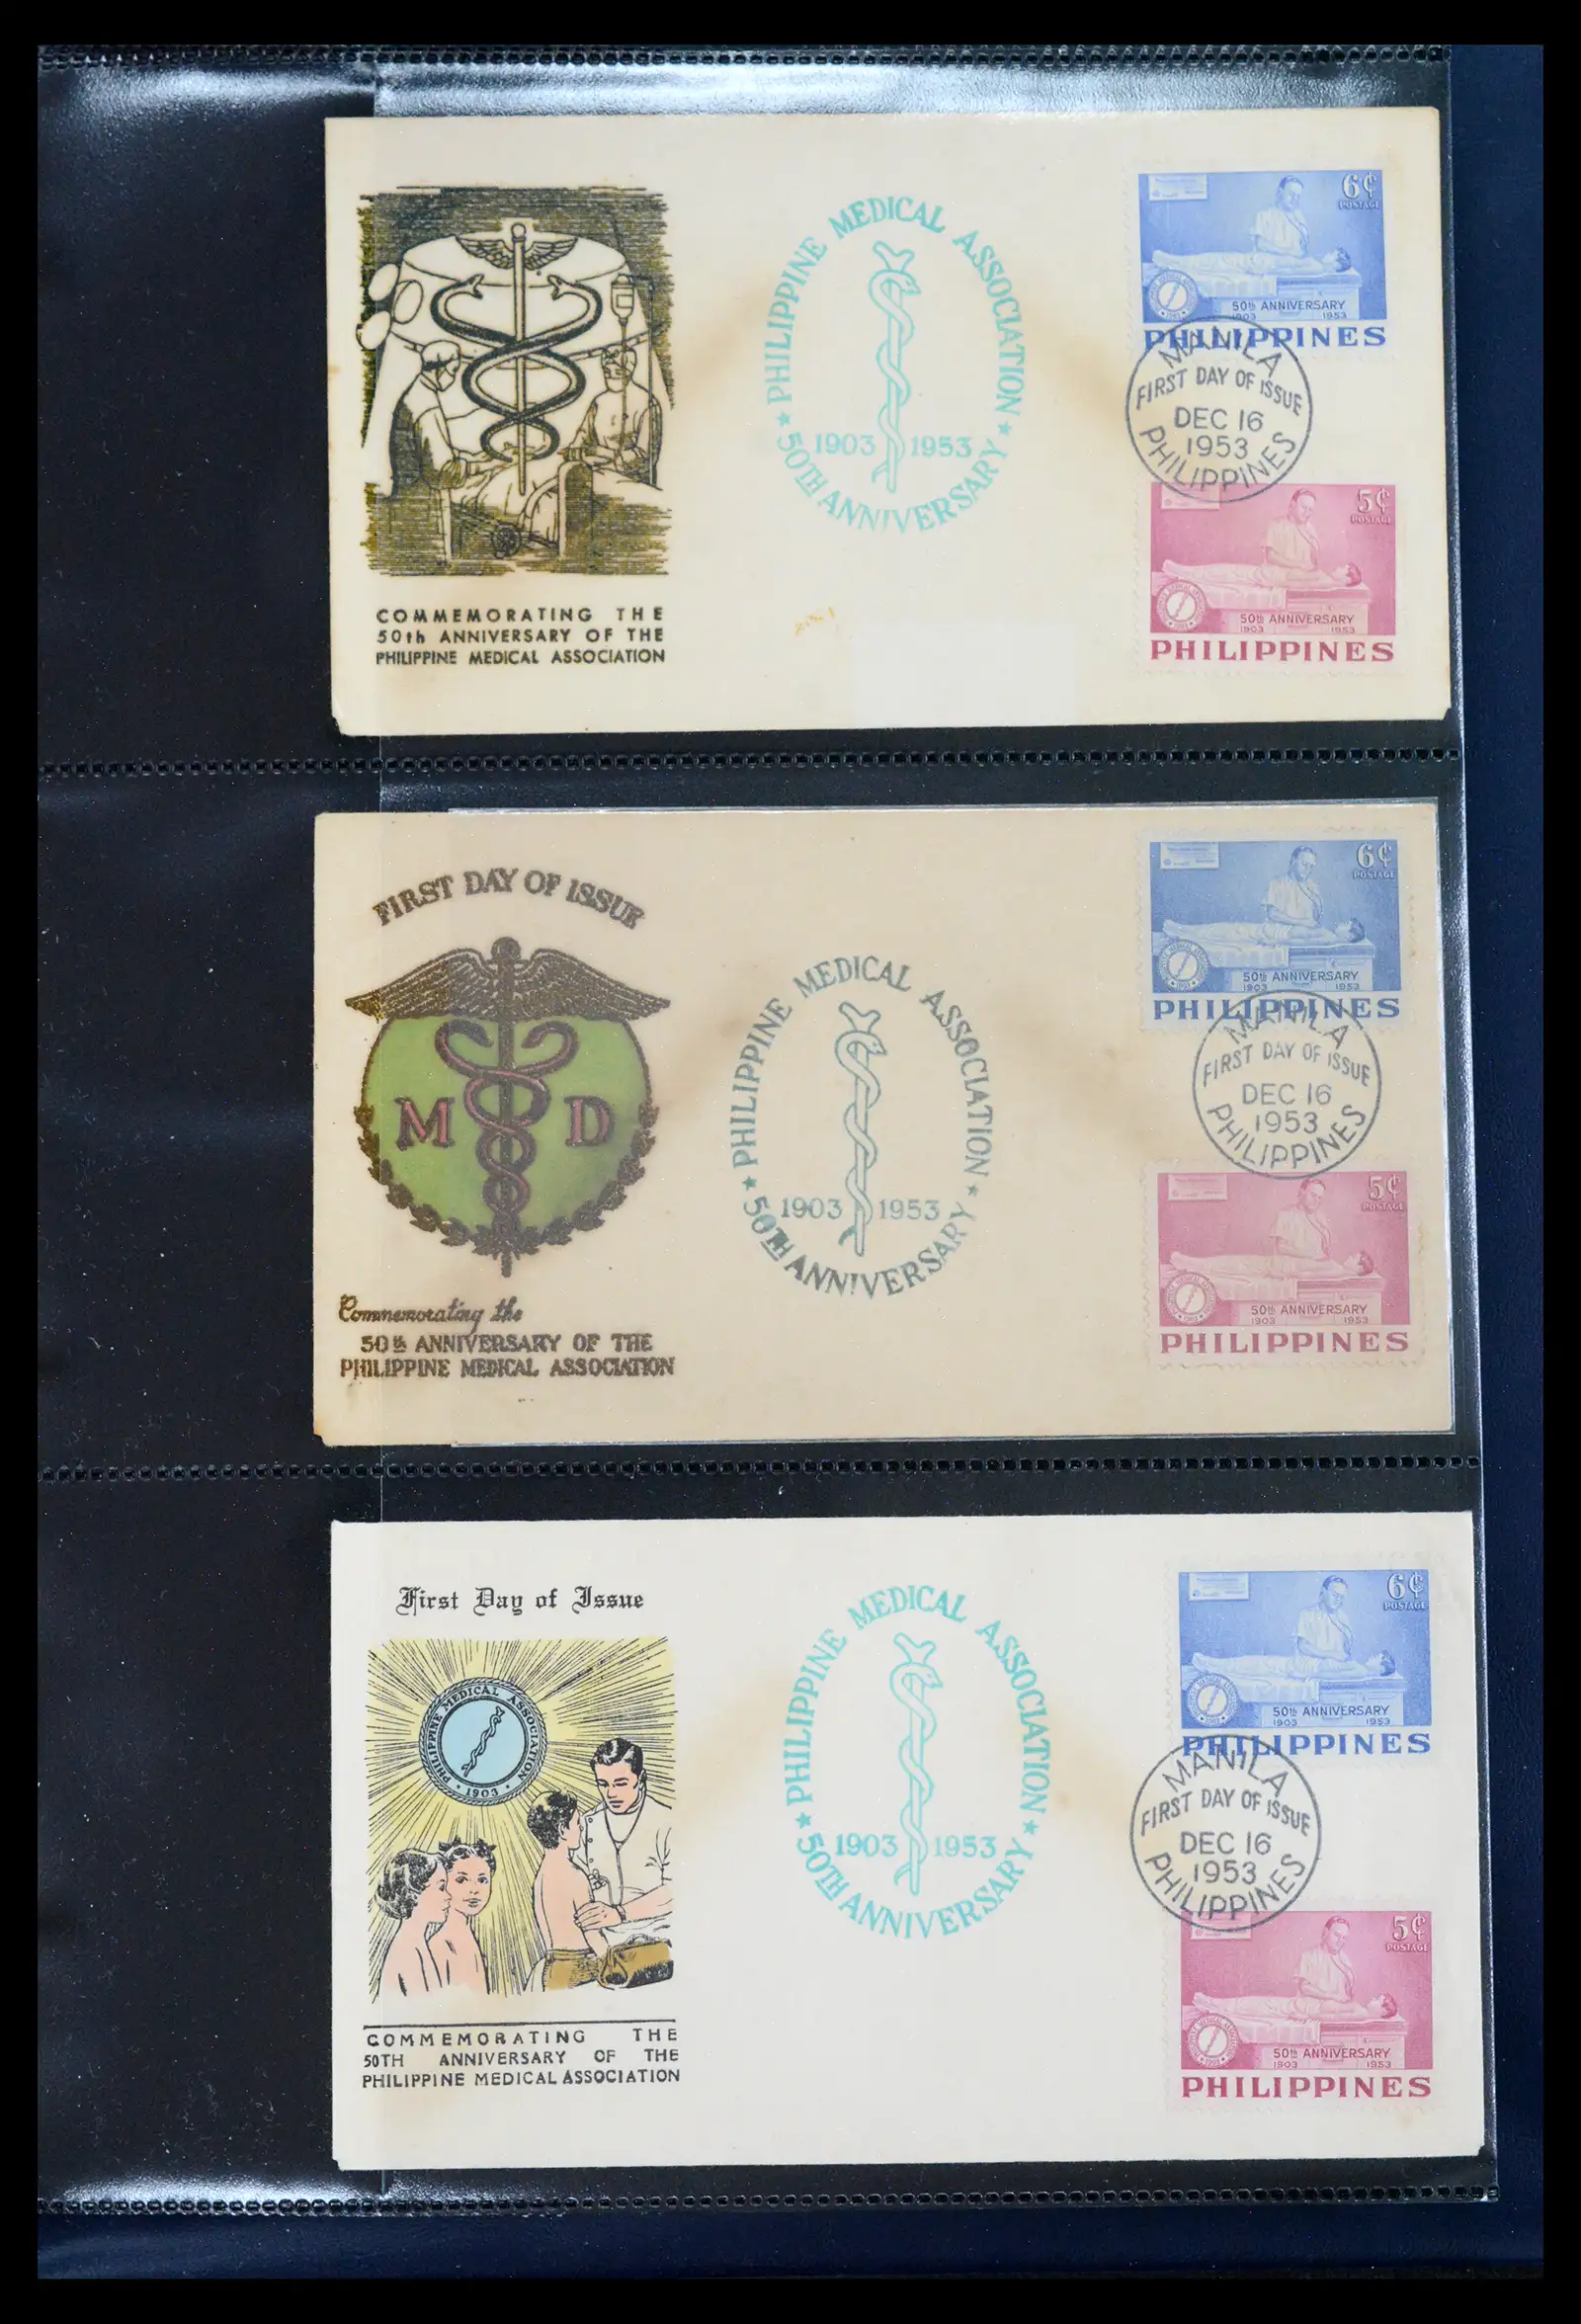 COMMEMORATING THE
50th ANNIVERSARY OF THE
PHILIPPINE MEDICAL ASSOCIATION
★ PHILIPPINE MEDICAL ASSOCIATION ★
1903 1953
50TH ANNIVERSARY
6¢
POSTAGE
50th ANNIVERSARY
1903 1953
PHILIPPINES
MANILA
FIRST DAY OF ISSUE
DEC 16
1953
PHILIPPINES
5¢
POSTAGE
50th ANNIVERSARY
1903 1953
PHILIPPINES
FIRST DAY OF ISSUE
M D
Commemorating the
50th ANNIVERSARY OF THE
PHILIPPINE MEDICAL ASSOCIATION
★ PHILIPPINE MEDICAL ASSOCIATION ★
1903 1953
50TH ANNIVERSARY
6¢
POSTAGE
50th ANNIVERSARY
1903 1953
PHILIPPINES
MANILA
FIRST DAY OF ISSUE
DEC 16
1953
PHILIPPINES
5¢
POSTAGE
50th ANNIVERSARY
1903 1953
PHILIPPINES
First Day of Issue
PHILIPPINE MEDICAL ASSOCIATION
· 1903 ·
COMMEMORATING THE
50TH ANNIVERSARY OF THE
PHILIPPINE MEDICAL ASSOCIATION
★ PHILIPPINE MEDICAL ASSOCIATION ★
1903 1953
50TH ANNIVERSARY
6¢
POSTAGE
50th ANNIVERSARY
1903 1953
PHILIPPINES
MANILA
FIRST DAY OF ISSUE
DEC 16
1953
PHILIPPINES
5¢
POSTAGE
50th ANNIVERSARY
1903 1953
PHILIPPINES